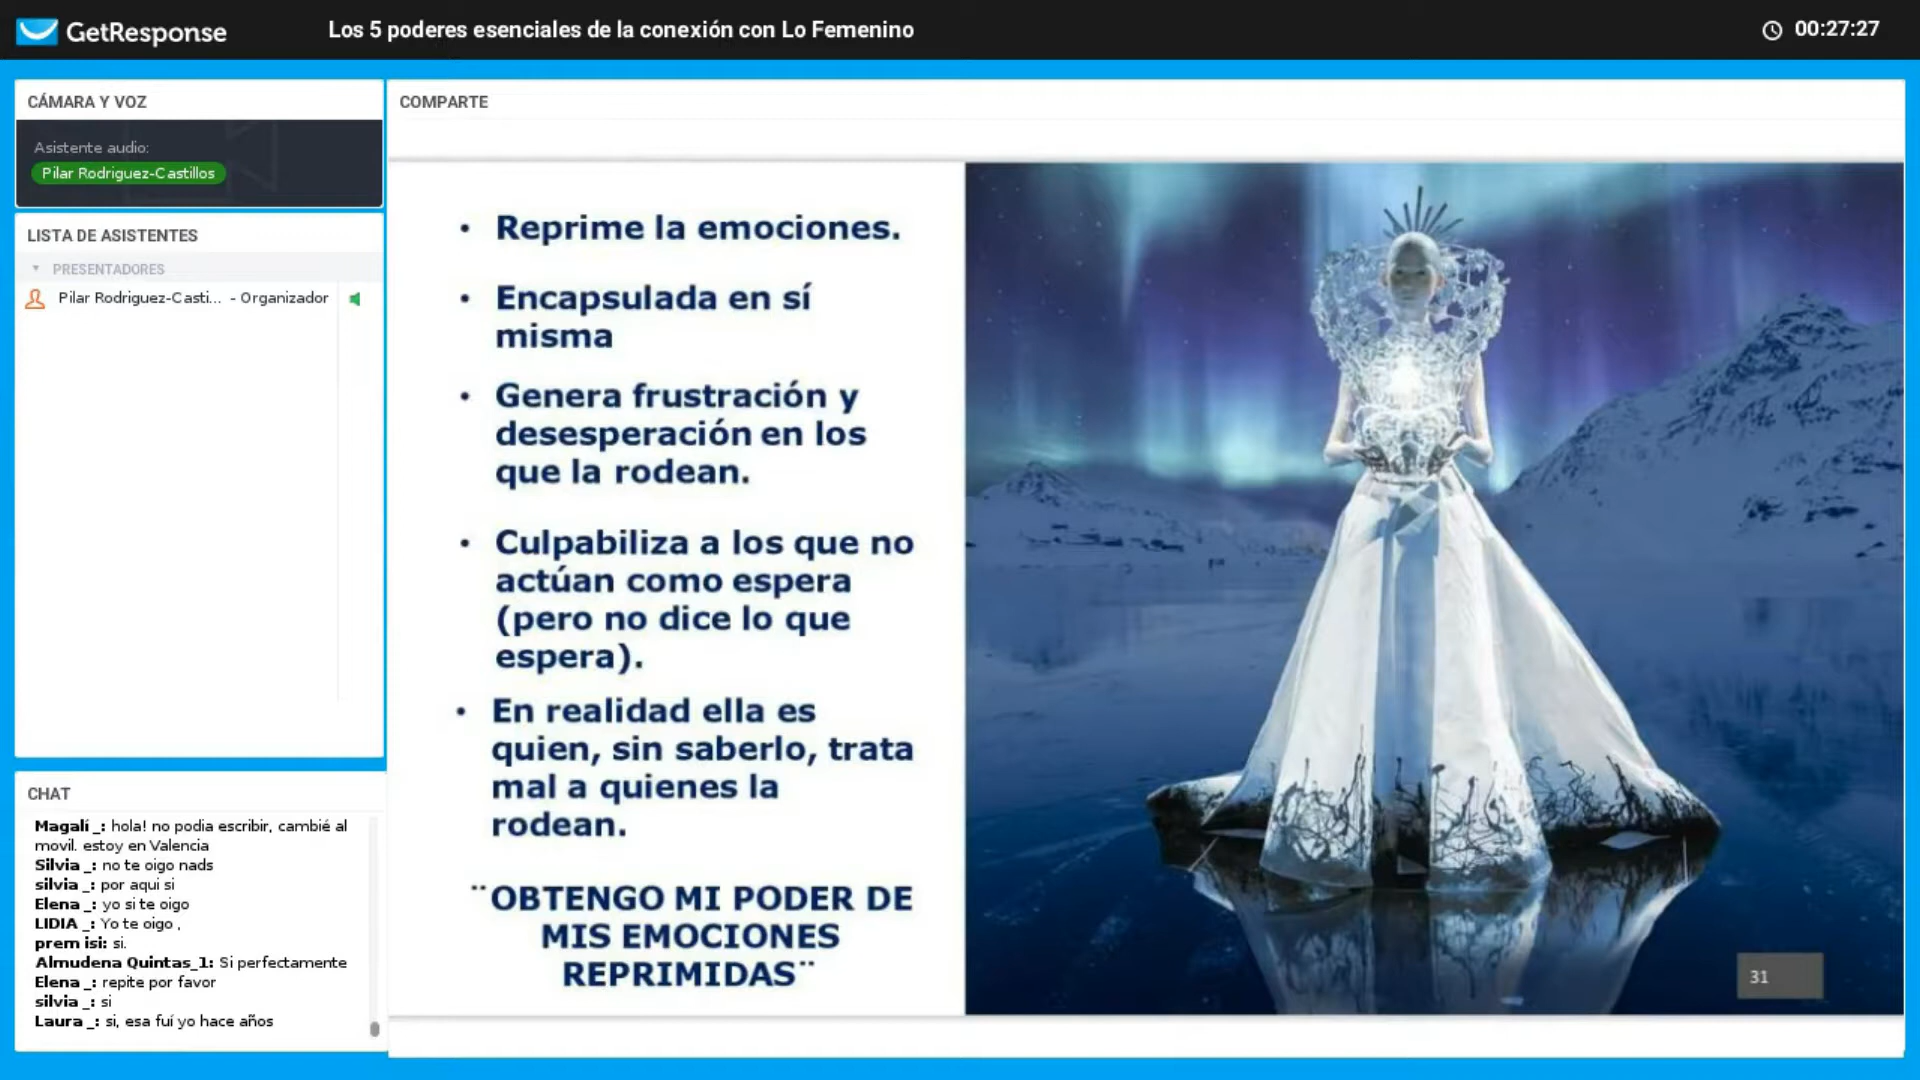 GetResponse
Los 5 poderes esenciales de la conexión con Lo Femenino
00:27:27
CÁMARA Y VOZ
Asistente audio:
Pilar Rodriguez-Castillos
LISTA DE ASISTENTES
PRESENTADORES
Pilar Rodriguez-Casti... - Organizador
CHAT
Magalí _: hola! no podia escribir, cambié al
movil. estoy en Valencia
Silvia _: no te oigo nads
silvia _: por aqui si
Elena _: yo si te oigo
LIDIA _: Yo te oigo ,
prem isi: si.
Almudena Quintas_1: Si perfectamente
Elena _: repite por favor
silvia _: si
Laura _: si, esa fuí yo hace años
COMPARTE
• Reprime la emociones.
• Encapsulada en sí
misma
• Genera frustración y
desesperación en los
que la rodean.
• Culpabiliza a los que no
actúan como espera
(pero no dice lo que
espera).
• En realidad ella es
quien, sin saberlo, trata
mal a quienes la
rodean.
¨OBTENGO MI PODER DE
MIS EMOCIONES
REPRIMIDAS¨
31